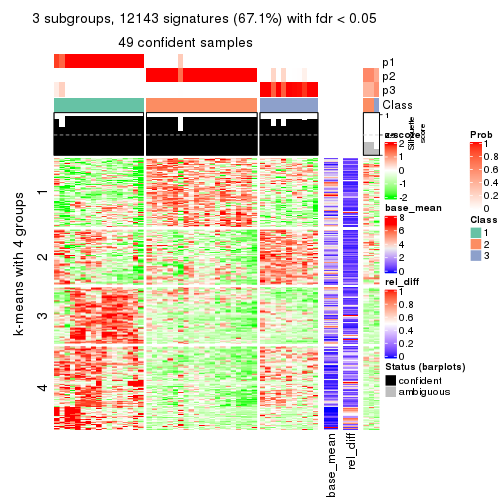 3 subgroups, 12143 signatures (67.1%) with fdr < 0.05
49 confident samples
p1
p2
p3
Class
1
Silhouette
score
k-means with 4 groups
1
2
3
4
base_mean
rel_diff
z-score
2
1
0
-1
-2
base_mean
8
6
4
2
0
rel_diff
1
0.8
0.6
0.4
0.2
0
Status (barplots)
confident
ambiguous
Prob
1
0.8
0.6
0.4
0.2
0
Class
1
2
3